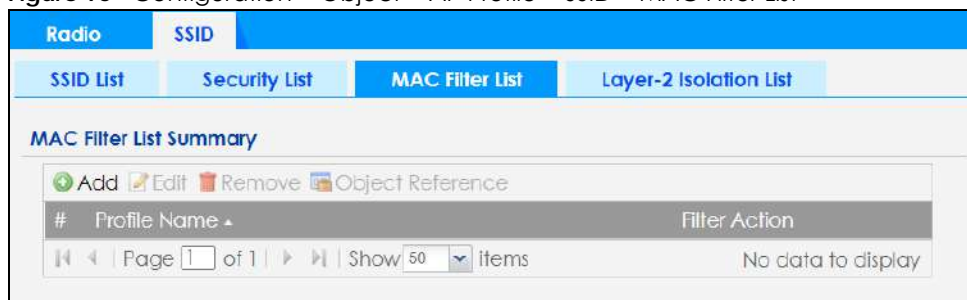 Radio SSID
SSID List Security List MAC Filter List Layer-2 Isolation List
MAC Filter List Summary
Add Edit Remove Object Reference
# Profile Name Filter Action
Page 1 of 1 Show 50 items No data to display